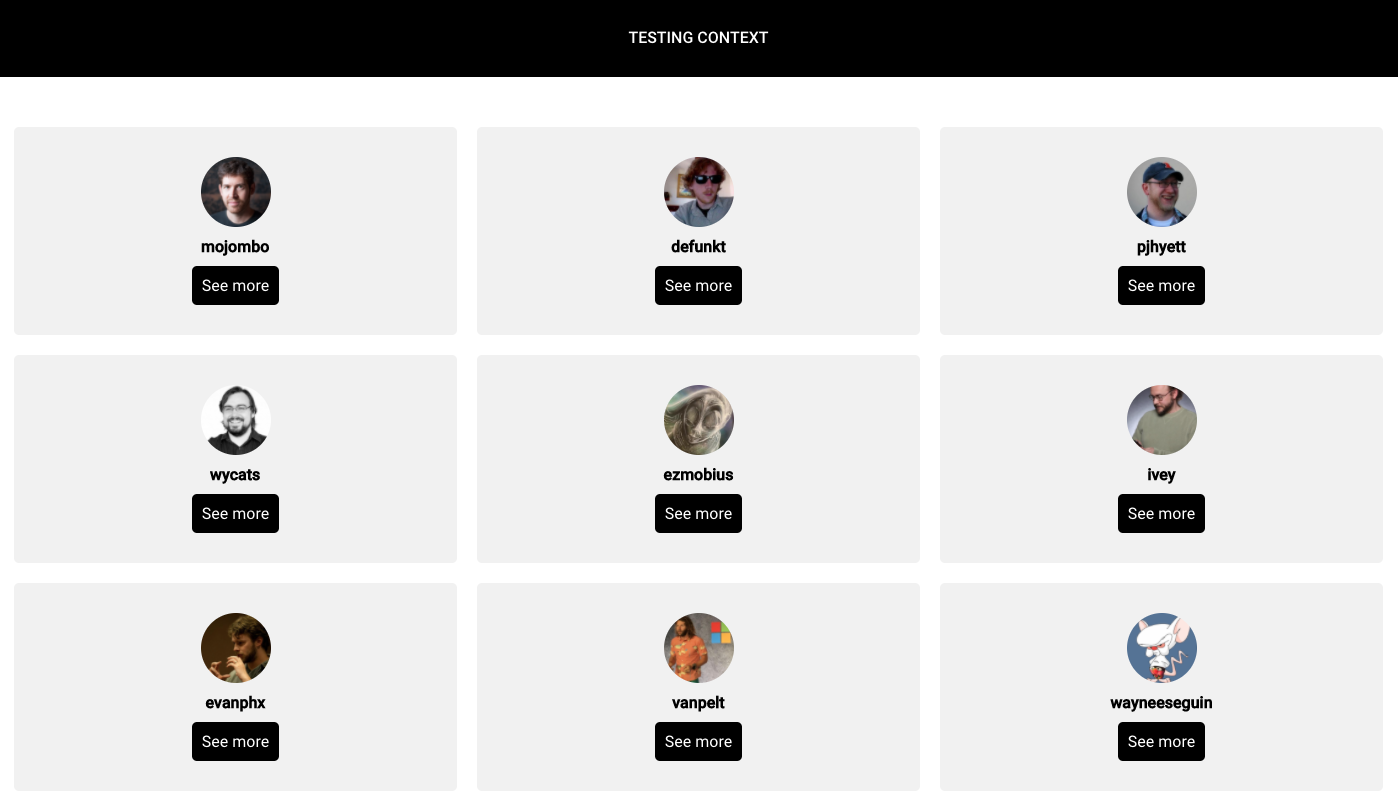 TESTING CONTEXT
mojombo
defunkt
pjhyett
See more
See more
See more
wycats
ezmobius
ivey
See more
See more
See more
evanphx
vanpelt
wayneeseguin
See more
See more
See more